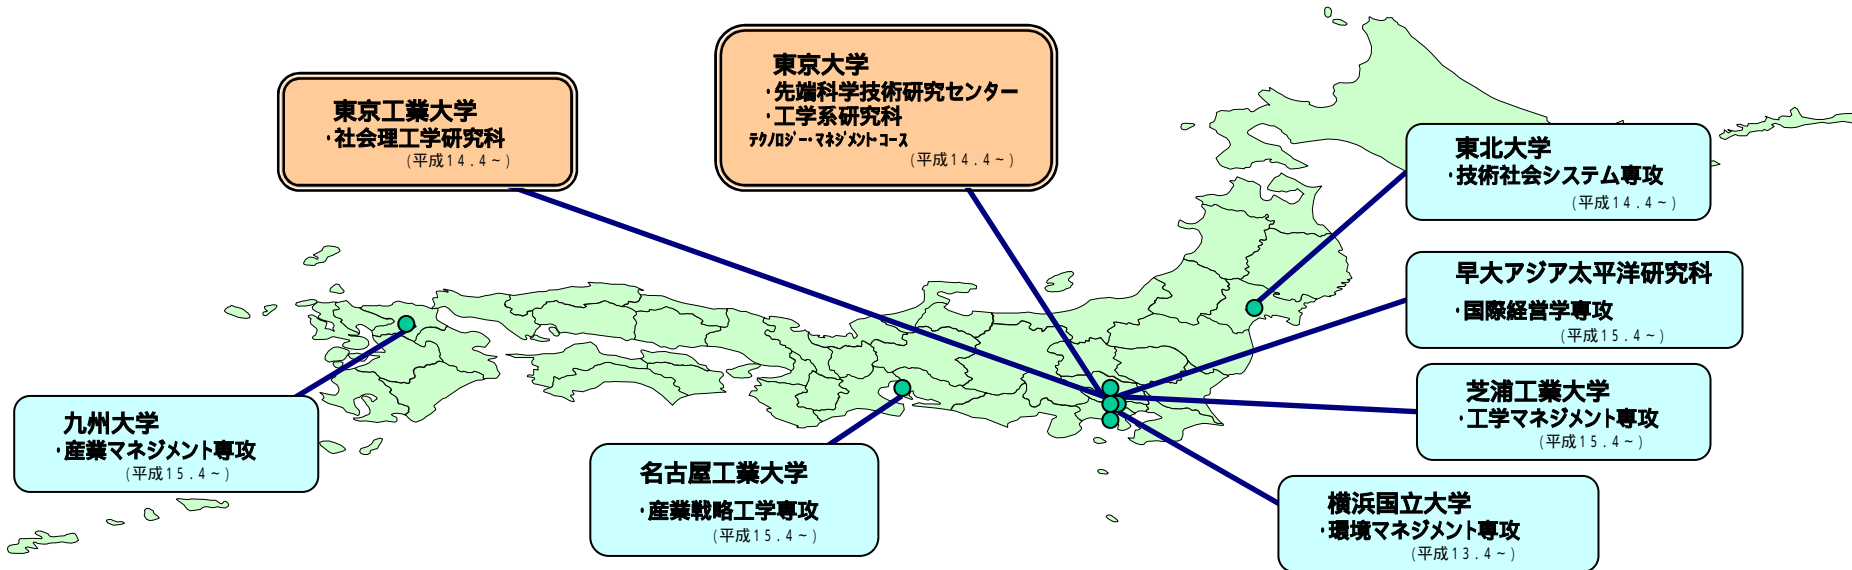 東京工業大学
・社会理工学研究科
(平成14.4~)
東京大学
・先端科学技術研究センター
・工学系研究科
テクノロジー・マネジメントコース
(平成14.4~)
東北大学
・技術社会システム専攻
(平成14.4~)
早大アジア太平洋研究科
・国際経営学専攻
(平成15.4~)
芝浦工業大学
・工学マネジメント専攻
(平成15.4~)
横浜国立大学
・環境マネジメント専攻
(平成13.4~)
名古屋工業大学
・産業戦略工学専攻
(平成15.4~)
九州大学
・産業マネジメント専攻
(平成15.4~)